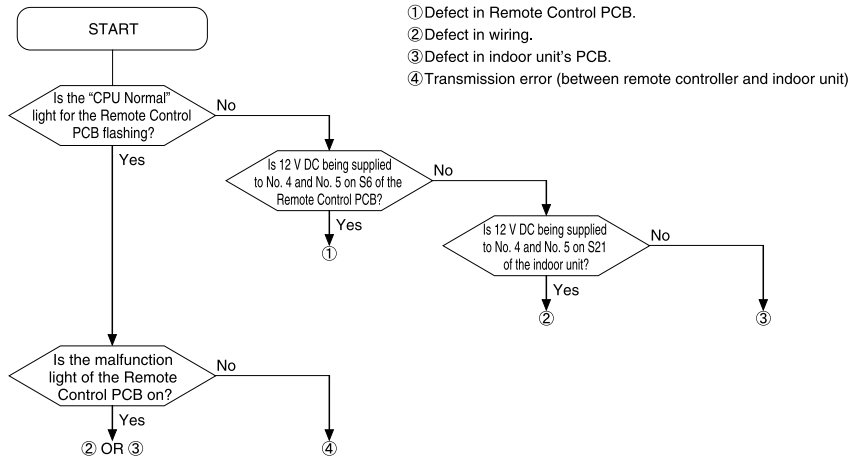 ①Defect in Remote Control PCB.
②Defect in wiring.
③Defect in indoor unit's PCB.
④Transmission error (between remote controller and indoor unit)
START
Is the “CPU Normal”
light for the Remote Control
PCB flashing?
No
Yes
Is 12 V DC being supplied
to No. 4 and No. 5 on S6 of the
Remote Control PCB?
No
Yes
①
Is 12 V DC being supplied
to No. 4 and No. 5 on S21
of the indoor unit?
No
Yes
②
③
Is the malfunction
light of the Remote
Control PCB on?
No
Yes
② OR ③
④